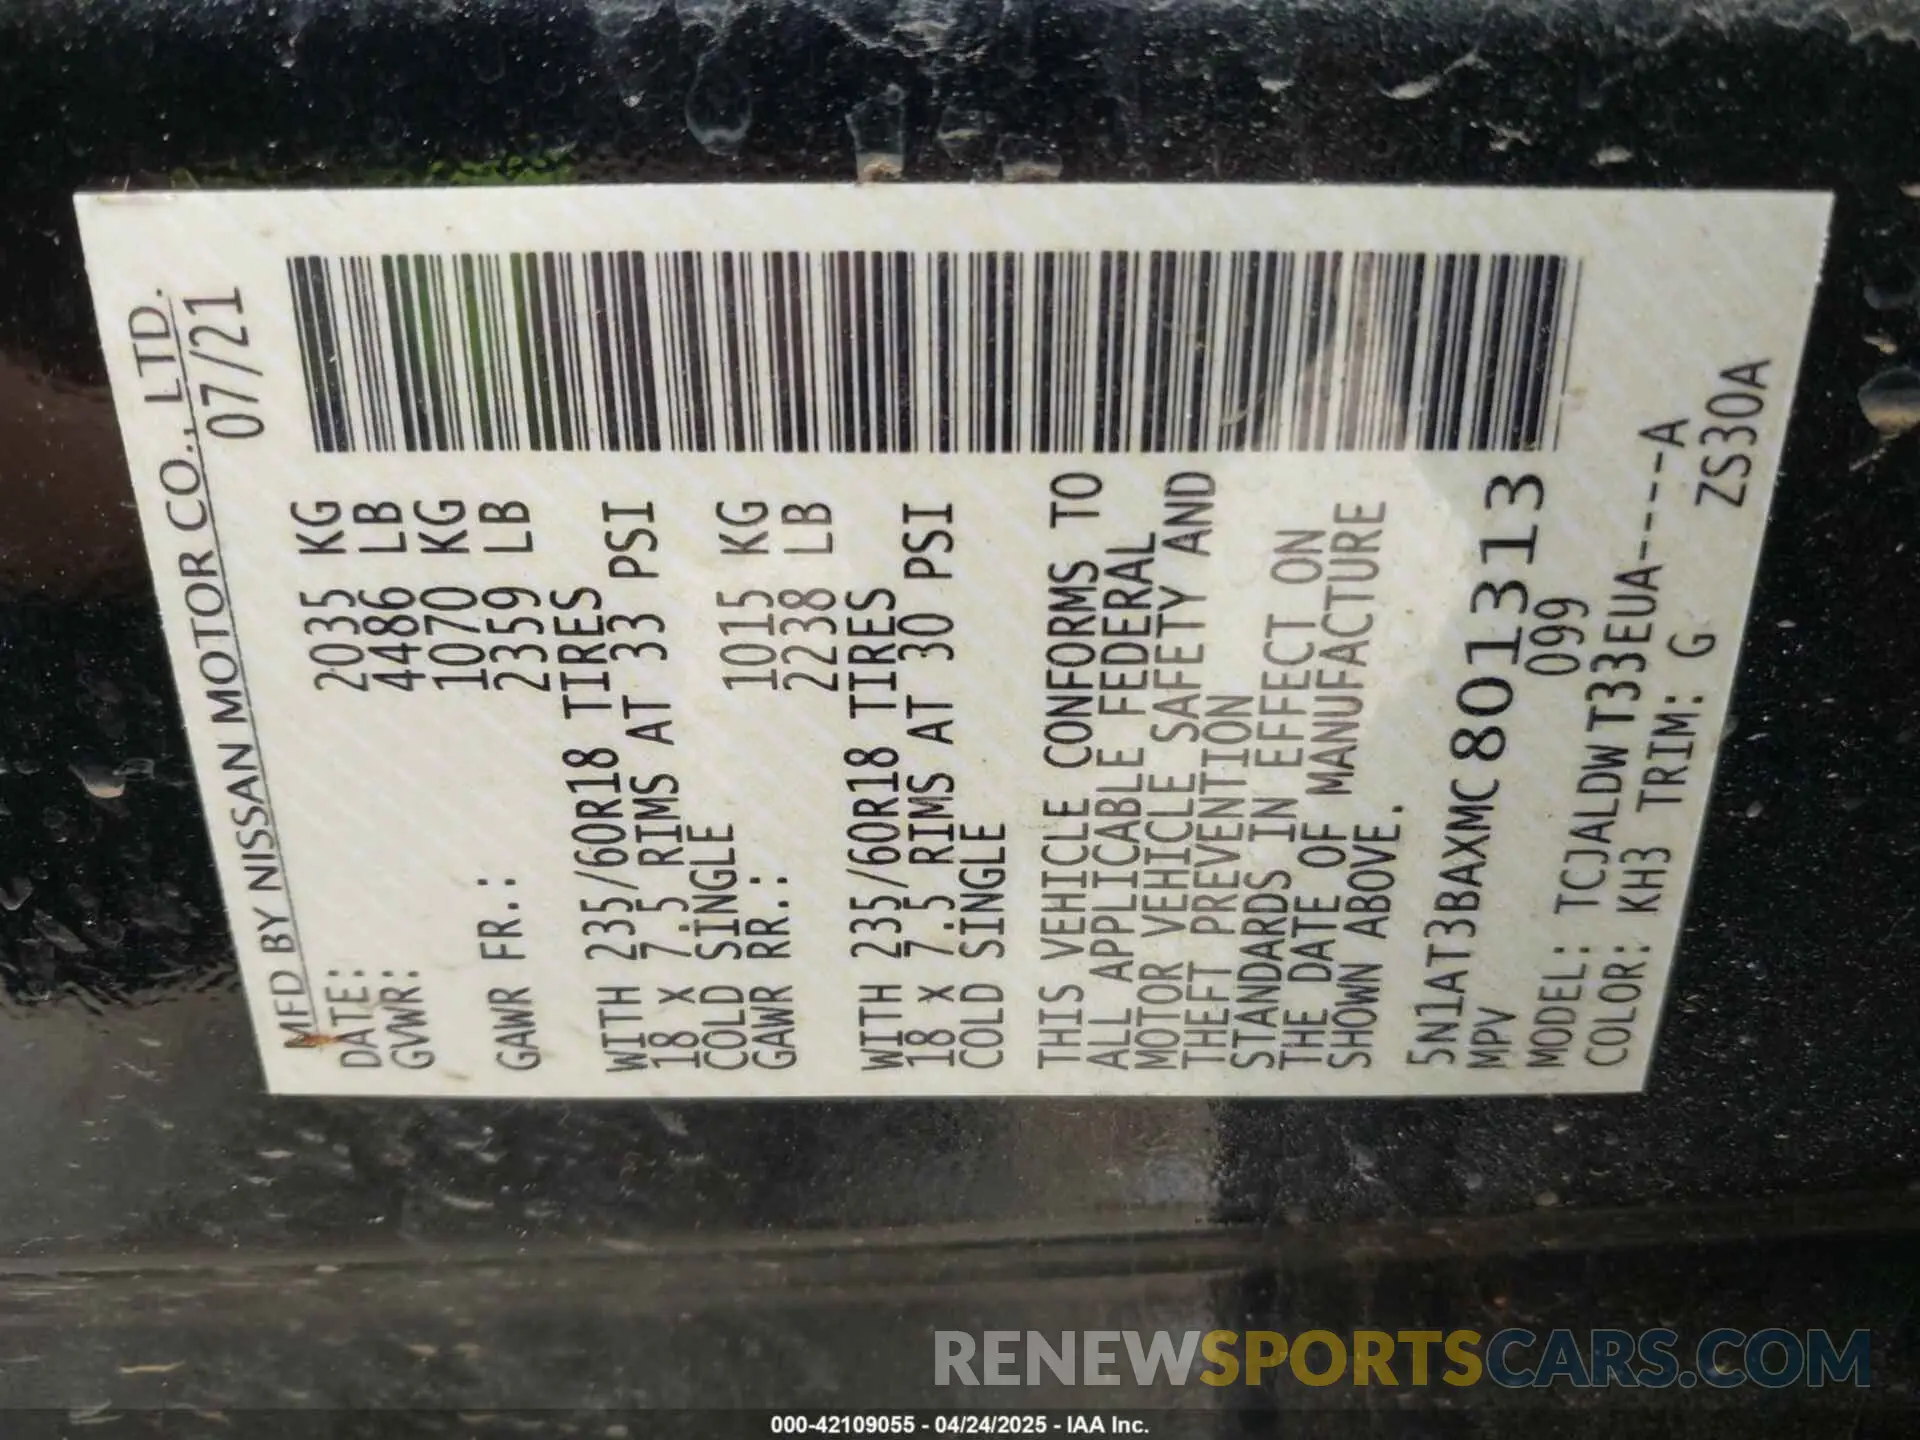 MFD BY NISSAN MOTOR CO., LTD.
DATE: 07/21
GVWR: 2035 KG
4486 LB
GAWR FR.: 1070 KG
2359 LB
WITH 235/60R18 TIRES
18 X 7.5 RIMS AT 33 PSI
COLD SINGLE
GAWR RR.: 1015 KG
2238 LB
WITH 235/60R18 TIRES
18 X 7.5 RIMS AT 30 PSI
COLD SINGLE
THIS VEHICLE CONFORMS TO
ALL APPLICABLE FEDERAL
MOTOR VEHICLE SAFETY AND
THEFT PREVENTION
STANDARDS IN EFFECT ON
THE DATE OF MANUFACTURE
SHOWN ABOVE.
5N1AT3BAXMC801313
MPV 099
MODEL: TCJALDWT33EUA-----A
COLOR: KH3 TRIM: G ZS30A
RENEWSPORTSCARS.COM
000-42109055 - 04/24/2025 - IAA Inc.